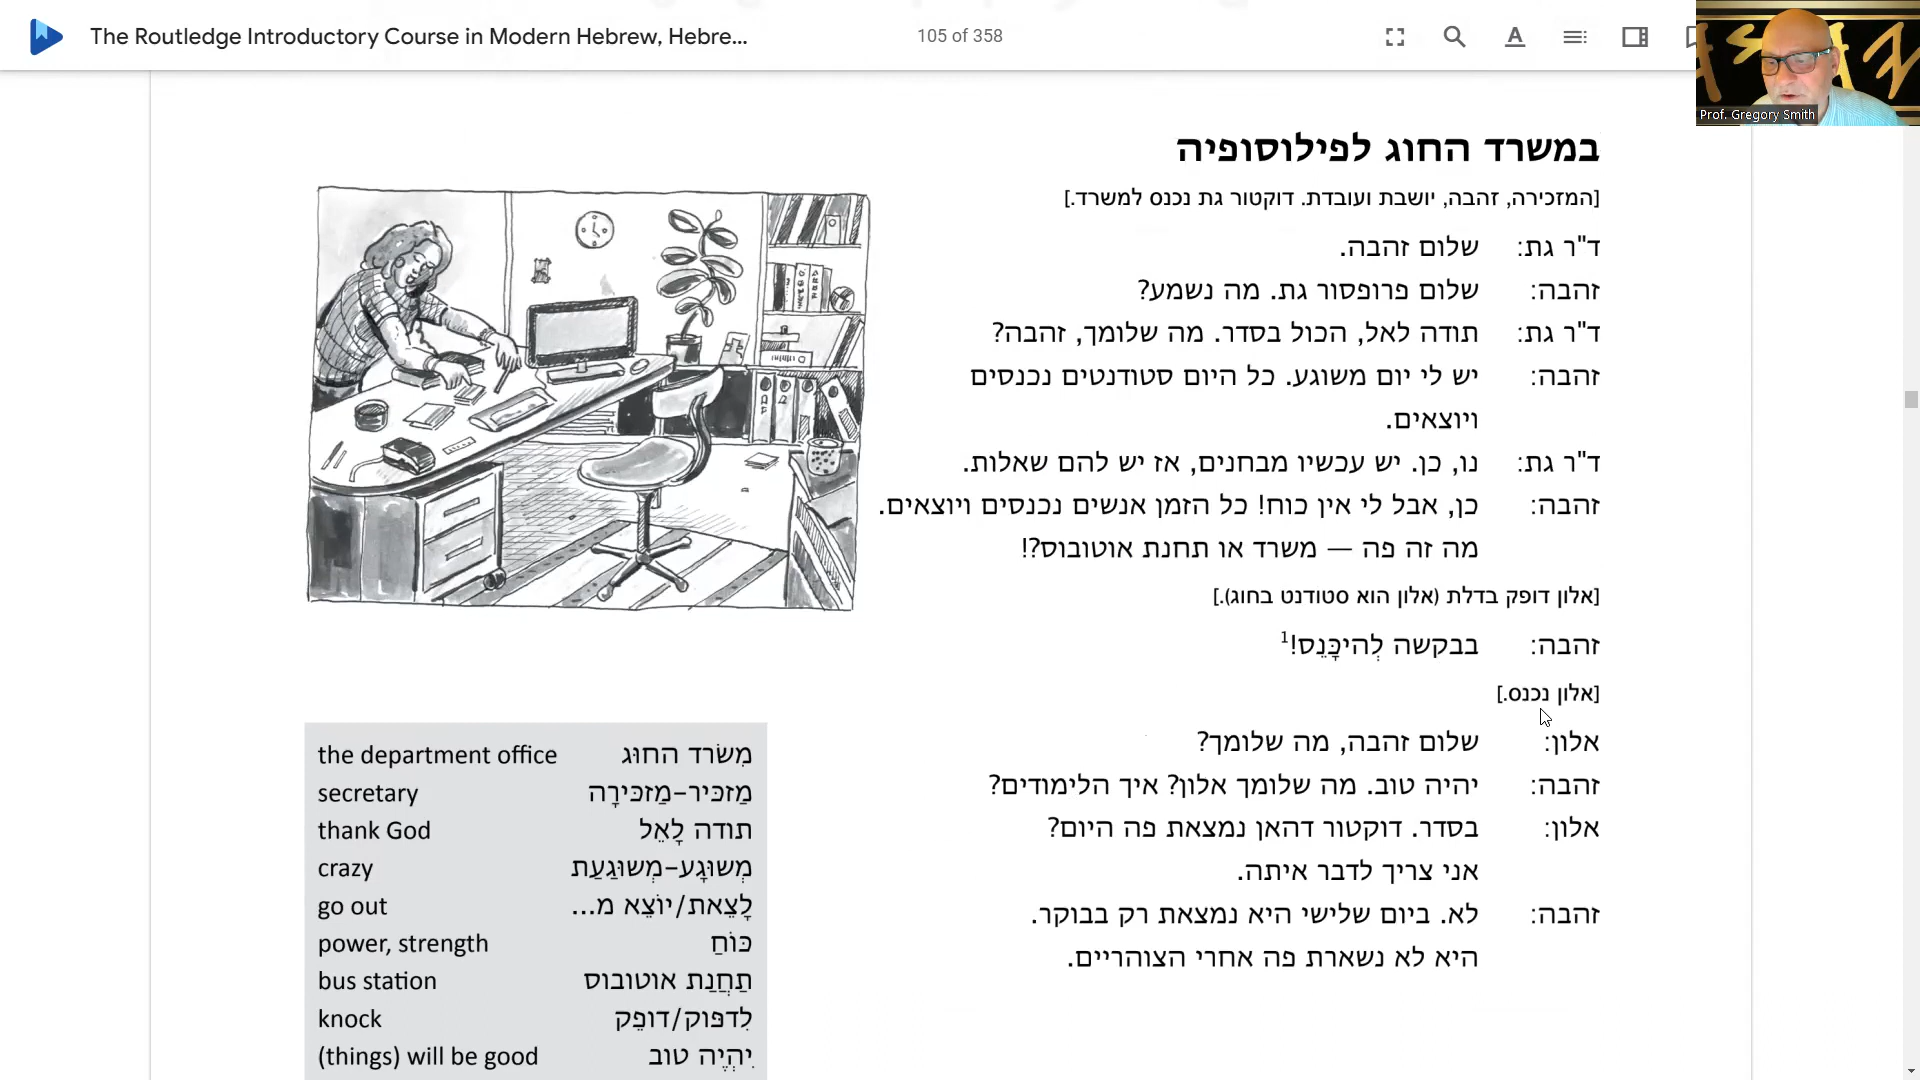 The Routledge Introductory Course in Modern Hebrew, Hebre...
105 of 358
Prof. Gregory Smith
במשרד החוג לפילוסופיה
[המזכירה, זהבה, יושבת ועובדת. דוקטור גת נכנס למשרד.]
ד"ר גת: שלום זהבה.
זהבה: שלום פרופסור גת. מה נשמע?
ד"ר גת: תודה לאל, הכול בסדר. מה שלומך, זהבה?
זהבה: יש לי יום משוגע. כל היום סטודנטים נכנסים
ויוצאים.
ד"ר גת: נו, כן. יש עכשיו מבחנים, אז יש להם שאלות.
זהבה: כן, אבל לי אין כוח! כל הזמן אנשים נכנסים ויוצאים.
מה זה פה — משרד או תחנת אוטובוס?!
[אלון דופק בדלת (אלון הוא סטודנט בחוג).]
זהבה: בבקשה לְהיכָּנֵס!1
[אלון נכנס.]
אלון: שלום זהבה, מה שלומך?
זהבה: יהיה טוב. מה שלומך אלון? איך הלימודים?
אלון: בסדר. דוקטור דהאן נמצאת פה היום?
אני צריך לדבר איתה.
זהבה: לא. ביום שלישי היא נמצאת רק בבוקר.
היא לא נשארת פה אחרי הצוהריים.
the department office מִשׂרד החוּג
secretary מַזכּיר–מַזכּירָה
thank God תודה לָאֵל
crazy מְשוּגָע–מְשוּגַעַת
go out לָצֵאת/יוֹצֵא מ...
power, strength כּוֹחַ
bus station תַחֲנַת אוטובוס
knock לִדפּוק/דופֵק
(things) will be good יִהְיֶה טוב